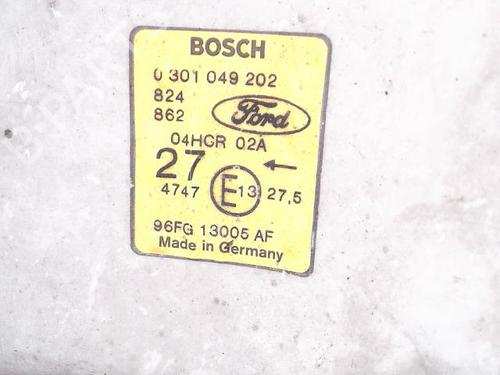 BOSCH
0 301 049 202
824
862
Ford
04HCR 02A
27 ←
4747 E 13 27,5
96FG 13005 AF
Made in Germany